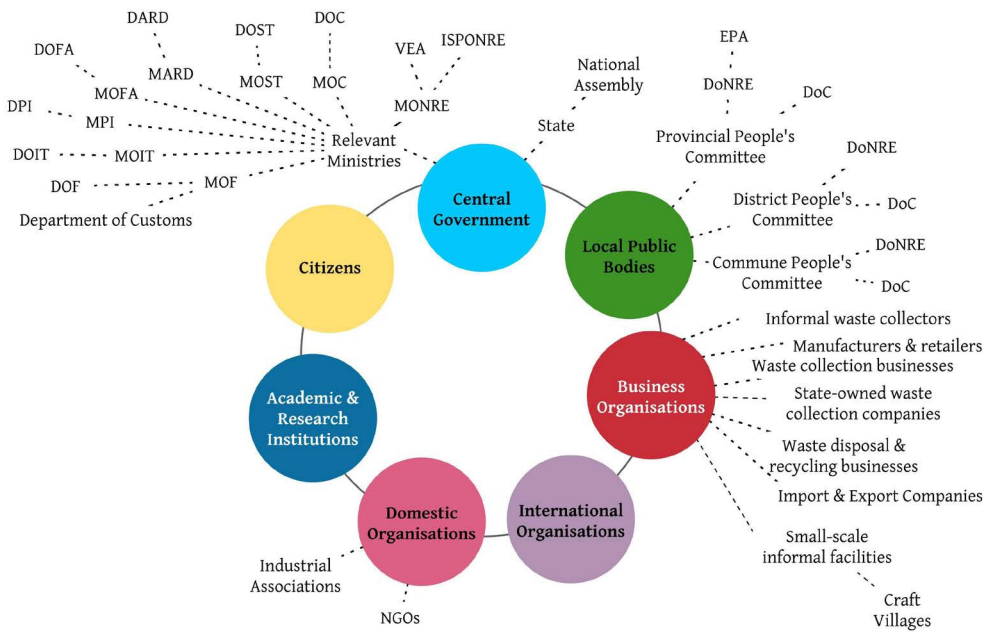 DARD
DOFA
DOST
DOC
VEA
ISPONRE
MARD
MOFA
MOST
MOC
MONRE
DPI
MPI
DOIT
MOIT
DOF
MOF
Department of Customs
Relevant
Ministries
National
Assembly
State
EPA
DoNRE
DoC
Provincial People's
Committee
DoNRE
District People's
Committee
DoC
DoNRE
Commune People's
Committee
DoC
Central
Government
Local Public
Bodies
Citizens
Business
Organisations
Informal waste collectors
Manufacturers & retailers
Waste collection businesses
State-owned waste
collection companies
Waste disposal &
recycling businesses
Import & Export Companies
Small-scale
informal facilities
Craft
Villages
Academic &
Research
Institutions
Domestic
Organisations
International
Organisations
Industrial
Associations
NGOs